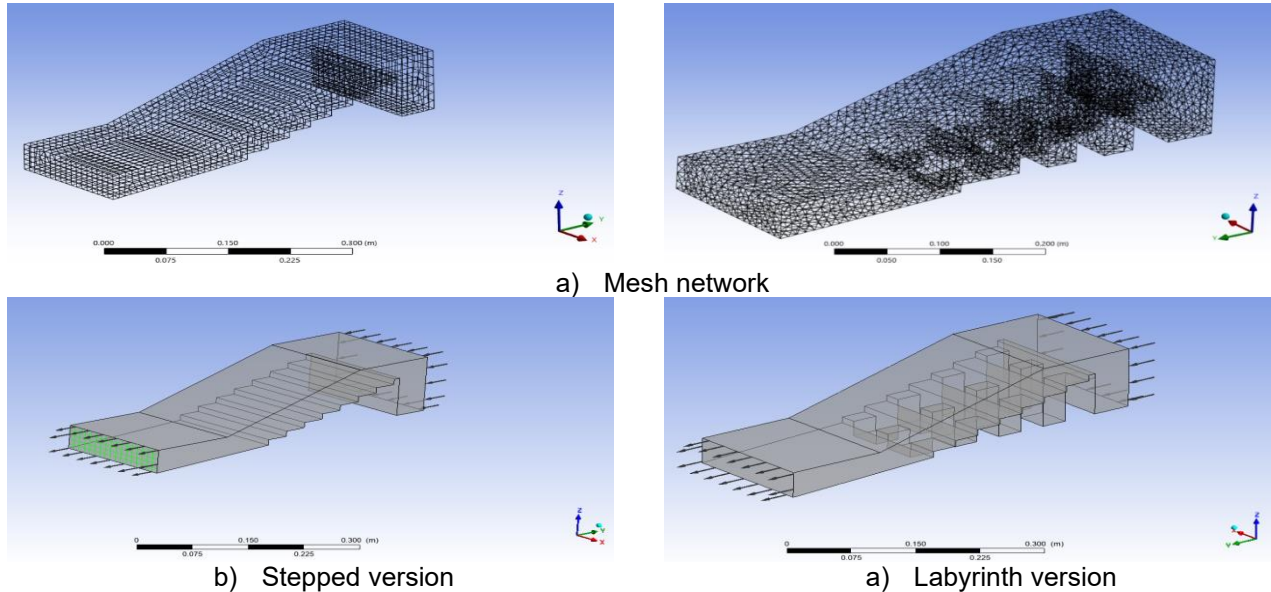 Z
Y
X
0.000 0.150 0.300 (m)
0.075 0.225
Z
Y
0.000 0.100 0.200 (m)
0.050 0.150
a) Mesh network
Z
Y
X
0 0.150 0.300 (m)
0.075 0.225
Z
X
Y
0 0.150 0.300 (m)
0.075 0.225
b) Stepped version
a) Labyrinth version